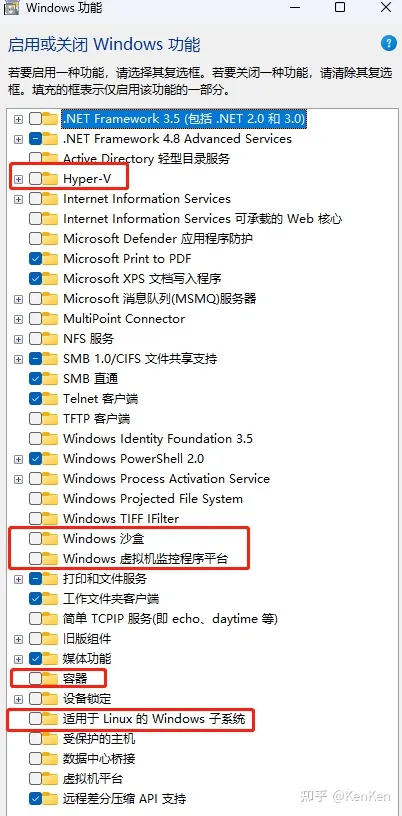 Windows 功能
启用或关闭 Windows 功能
若要启用一种功能，请选择其复选框。若要关闭一种功能，请清除其复选
框。填充的框表示仅启用该功能的一部分。
.NET Framework 3.5 (包括 .NET 2.0 和 3.0)
.NET Framework 4.8 Advanced Services
Active Directory 轻型目录服务
Hyper-V
Internet Information Services
Internet Information Services 可承载的 Web 核心
Microsoft Defender 应用程序防护
Microsoft Print to PDF
Microsoft XPS 文档写入程序
Microsoft 消息队列(MSMQ)服务器
MultiPoint Connector
NFS 服务
SMB 1.0/CIFS 文件共享支持
SMB 直通
Telnet 客户端
TFTP 客户端
Windows Identity Foundation 3.5
Windows PowerShell 2.0
Windows Process Activation Service
Windows Projected File System
Windows TIFF IFilter
Windows 沙盒
Windows 虚拟机监控程序平台
打印和文件服务
工作文件夹客户端
简单 TCPIP 服务(即 echo、daytime 等)
旧版组件
媒体功能
容器
设备锁定
适用于 Linux 的 Windows 子系统
受保护的主机
数据中心桥接
虚拟机平台
远程差分压缩 API 支持
知乎 @KenKen